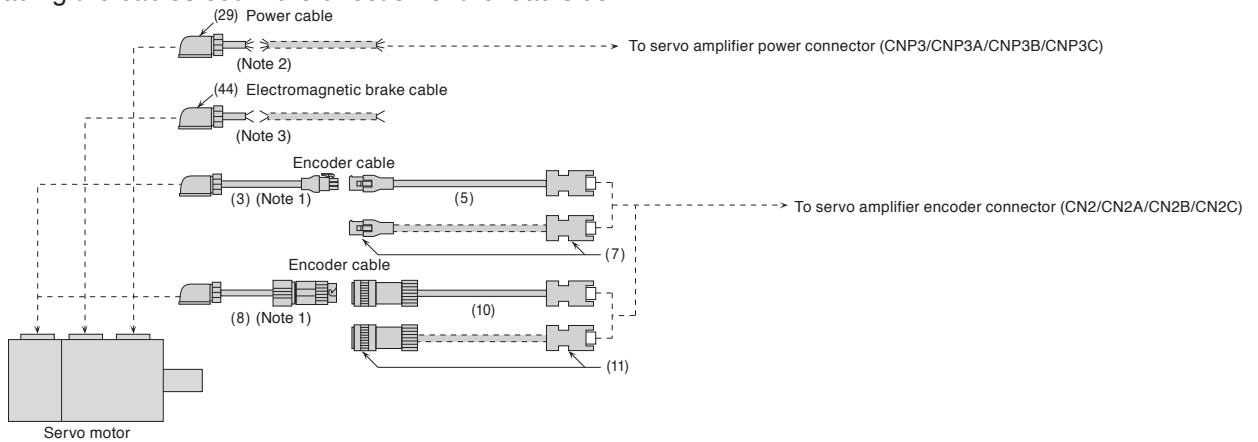 (29) Power cable
To servo amplifier power connector (CNP3/CNP3A/CNP3B/CNP3C)
(Note 2)
(44) Electromagnetic brake cable
(Note 3)
Encoder cable
(3) (Note 1)
(5)
To servo amplifier encoder connector (CN2/CN2A/CN2B/CN2C)
(7)
Encoder cable
(8) (Note 1)
(10)
(11)
Servo motor